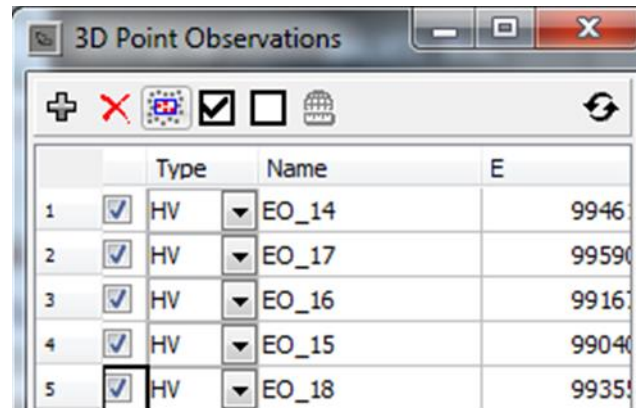 3D Point Observations
Type Name E
1 HV EO_14 9946
2 HV EO_17 9959
3 HV EO_16 9916
4 HV EO_15 9904
5 HV EO_18 9935